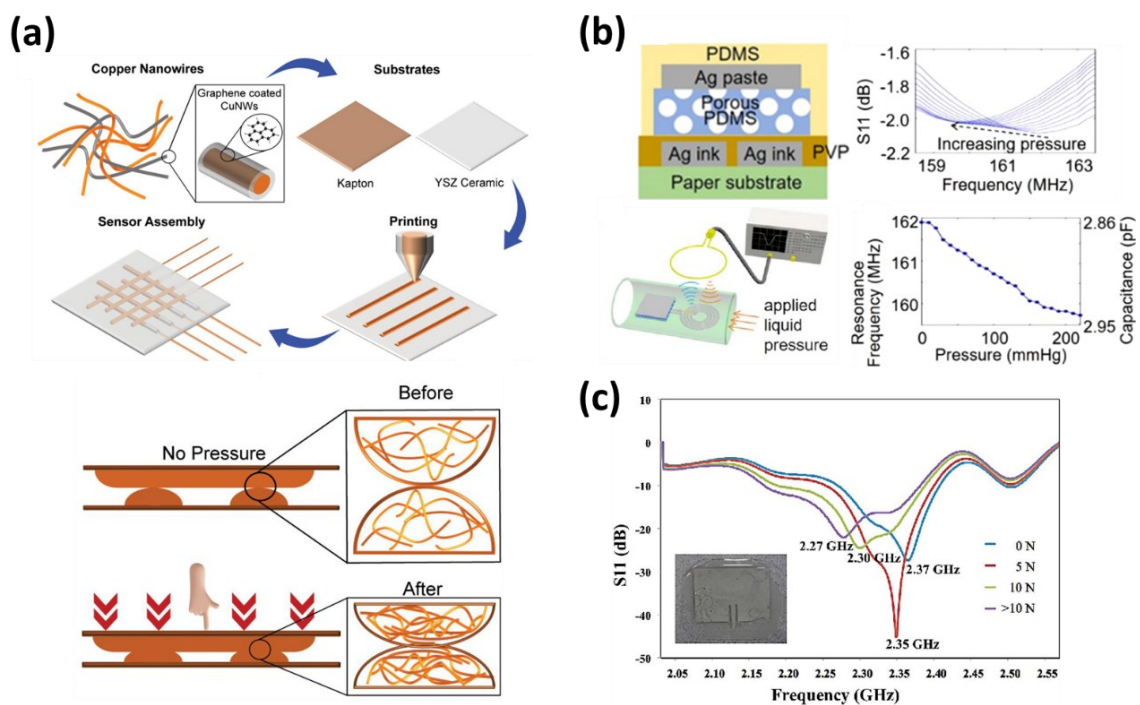 (a)
Copper Nanowires
Graphene coated
CuNWs
Substrates
Kapton
YSZ Ceramic
Sensor Assembly
Printing
No Pressure
Before
After
(b)
PDMS
Ag paste
Porous
PDMS
Ag ink
Ag ink
PVP
Paper substrate
applied
liquid
pressure
S11 (dB)
-1.6
-1.8
-2.0
-2.2
Increasing pressure
159
161
163
Frequency (MHz)
Resonance
Frequency (MHz)
162
161
160
2.86
2.95
Capacitance (pF)
0
100
200
Pressure (mmHg)
(c)
S11 (dB)
10
0
-10
-20
-30
-40
-50
2.27 GHz
2.30 GHz
2.37 GHz
2.35 GHz
0 N
5 N
10 N
>10 N
2.05
2.10
2.15
2.20
2.25
2.30
2.35
2.40
2.45
2.50
2.55
Frequency (GHz)